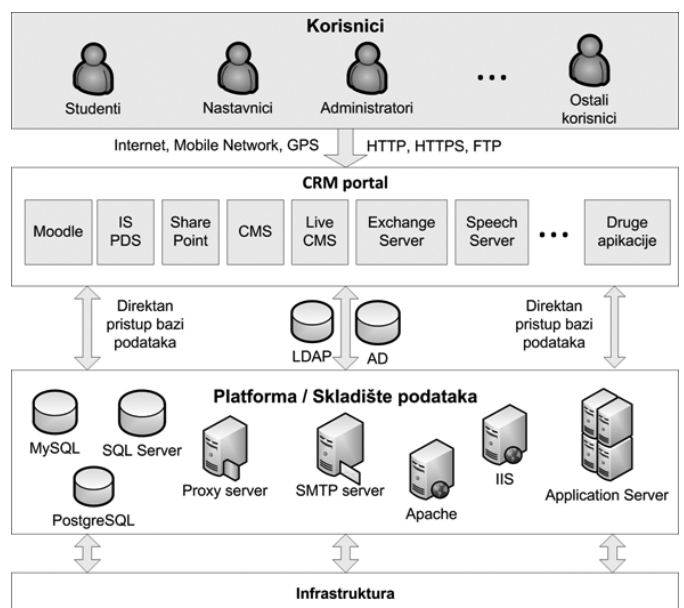 Korisnici
Studenti
Nastavnici
Administratori
Ostali
korisnici
Internet, Mobile Network, GPS
HTTP, HTTPS, FTP
CRM portal
Moodle
IS
PDS
Share
Point
CMS
Live
CMS
Exchange
Server
Speech
Server
Druge
apikacije
Direktan
pristup bazi
podataka
LDAP
AD
Direktan
pristup bazi
podataka
Platforma / Skladište podataka
MySQL
SQL Server
PostgreSQL
Proxy server
SMTP server
Apache
IIS
Application Server
Infrastruktura